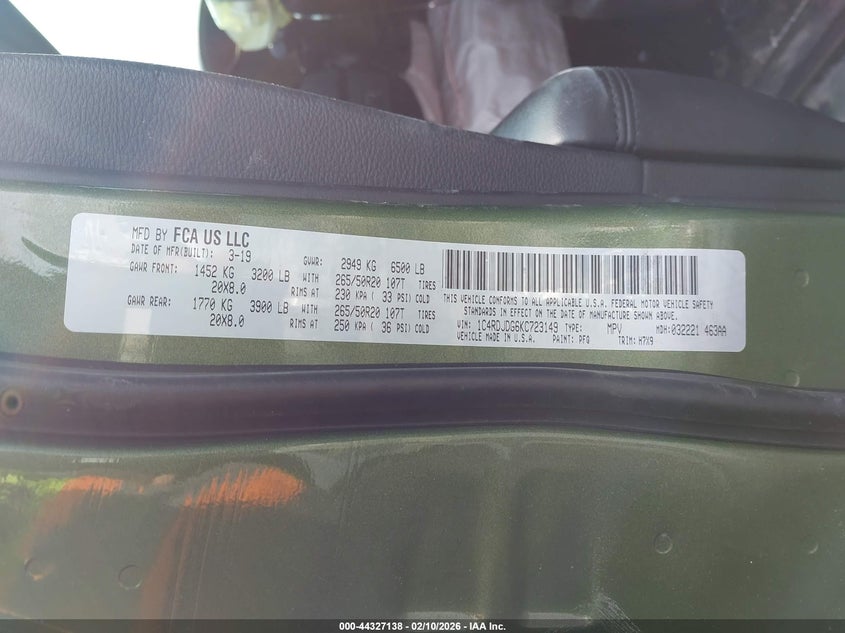 MFD BY FCA US LLC
DATE OF MFR(BUILT): 3-19 GVWR: 2949 KG 6500 LB
GAWR FRONT: 1452 KG 3200 LB WITH 265/50R20 107T TIRES
20X8.0 RIMS AT 230 KPA ( 33 PSI) COLD
GAWR REAR: 1770 KG 3900 LB WITH 265/50R20 107T TIRES
20X8.0 RIMS AT 250 KPA ( 36 PSI) COLD
THIS VEHICLE CONFORMS TO ALL APPLICABLE U.S.A. FEDERAL MOTOR VEHICLE SAFETY
STANDARDS IN EFFECT ON THE DATE OF MANUFACTURE SHOWN ABOVE.
VIN: 1C4RDJDG6KC723149 TYPE: MPV MDH: 032221 463AA
VEHICLE MADE IN U.S.A. PAINT: PFQ TRIM: H7X9
000-44327138 - 02/10/2026 - IAA Inc.